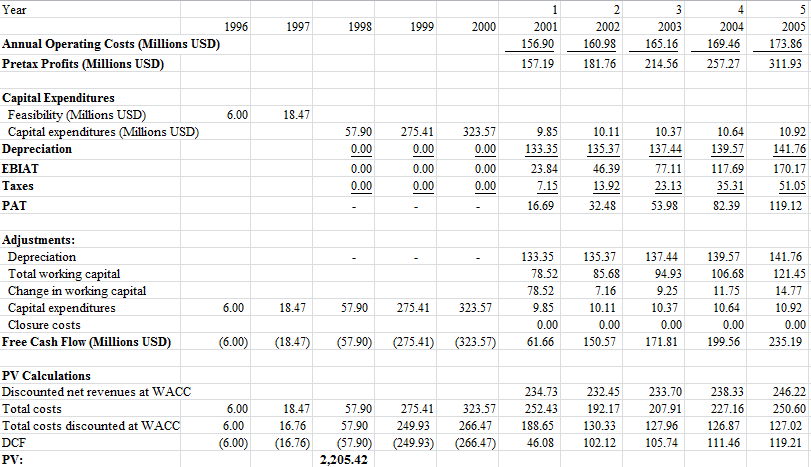 Year 1 2 3 4 5
1996 1997 1998 1999 2000 2001 2002 2003 2004 2005
Annual Operating Costs (Millions USD) 156.90 160.98 165.16 169.46 173.86
Pretax Profits (Millions USD) 157.19 181.76 214.56 257.27 311.93
Capital Expenditures
Feasibility (Millions USD) 6.00 18.47
Capital expenditures (Millions USD) 57.90 275.41 323.57 9.85 10.11 10.37 10.64 10.92
Depreciation 0.00 0.00 0.00 133.35 135.37 137.44 139.57 141.76
EBIAT 0.00 0.00 0.00 23.84 46.39 77.11 117.69 170.17
Taxes 0.00 0.00 0.00 7.15 13.92 23.13 35.31 51.05
PAT - - - 16.69 32.48 53.98 82.39 119.12
Adjustments:
Depreciation - - - 133.35 135.37 137.44 139.57 141.76
Total working capital 78.52 85.68 94.93 106.68 121.45
Change in working capital 78.52 7.16 9.25 11.75 14.77
Capital expenditures 6.00 18.47 57.90 275.41 323.57 9.85 10.11 10.37 10.64 10.92
Closure costs 0.00 0.00 0.00 0.00 0.00
Free Cash Flow (Millions USD) (6.00) (18.47) (57.90) (275.41) (323.57) 61.66 150.57 171.81 199.56 235.19
PV Calculations
Discounted net revenues at WACC 234.73 232.45 233.70 238.33 246.22
Total costs 6.00 18.47 57.90 275.41 323.57 252.43 192.17 207.91 227.16 250.60
Total costs discounted at WACC 6.00 16.76 57.90 249.93 266.47 188.65 130.33 127.96 126.87 127.02
DCF (6.00) (16.76) (57.90) (249.93) (266.47) 46.08 102.12 105.74 111.46 119.21
PV: 2,205.42